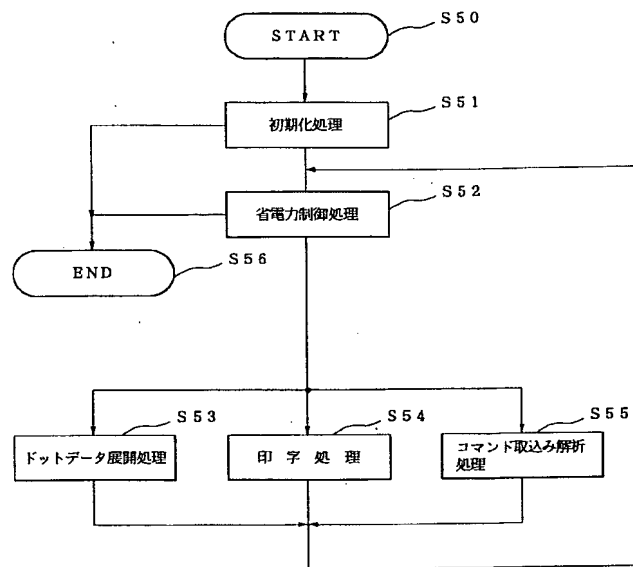 START
S50
S51
初期化処理
S52
省電力制御処理
END
S56
S53
S54
S55
ドットデータ展開処理
印字処理
コマンド取込み解析
処理